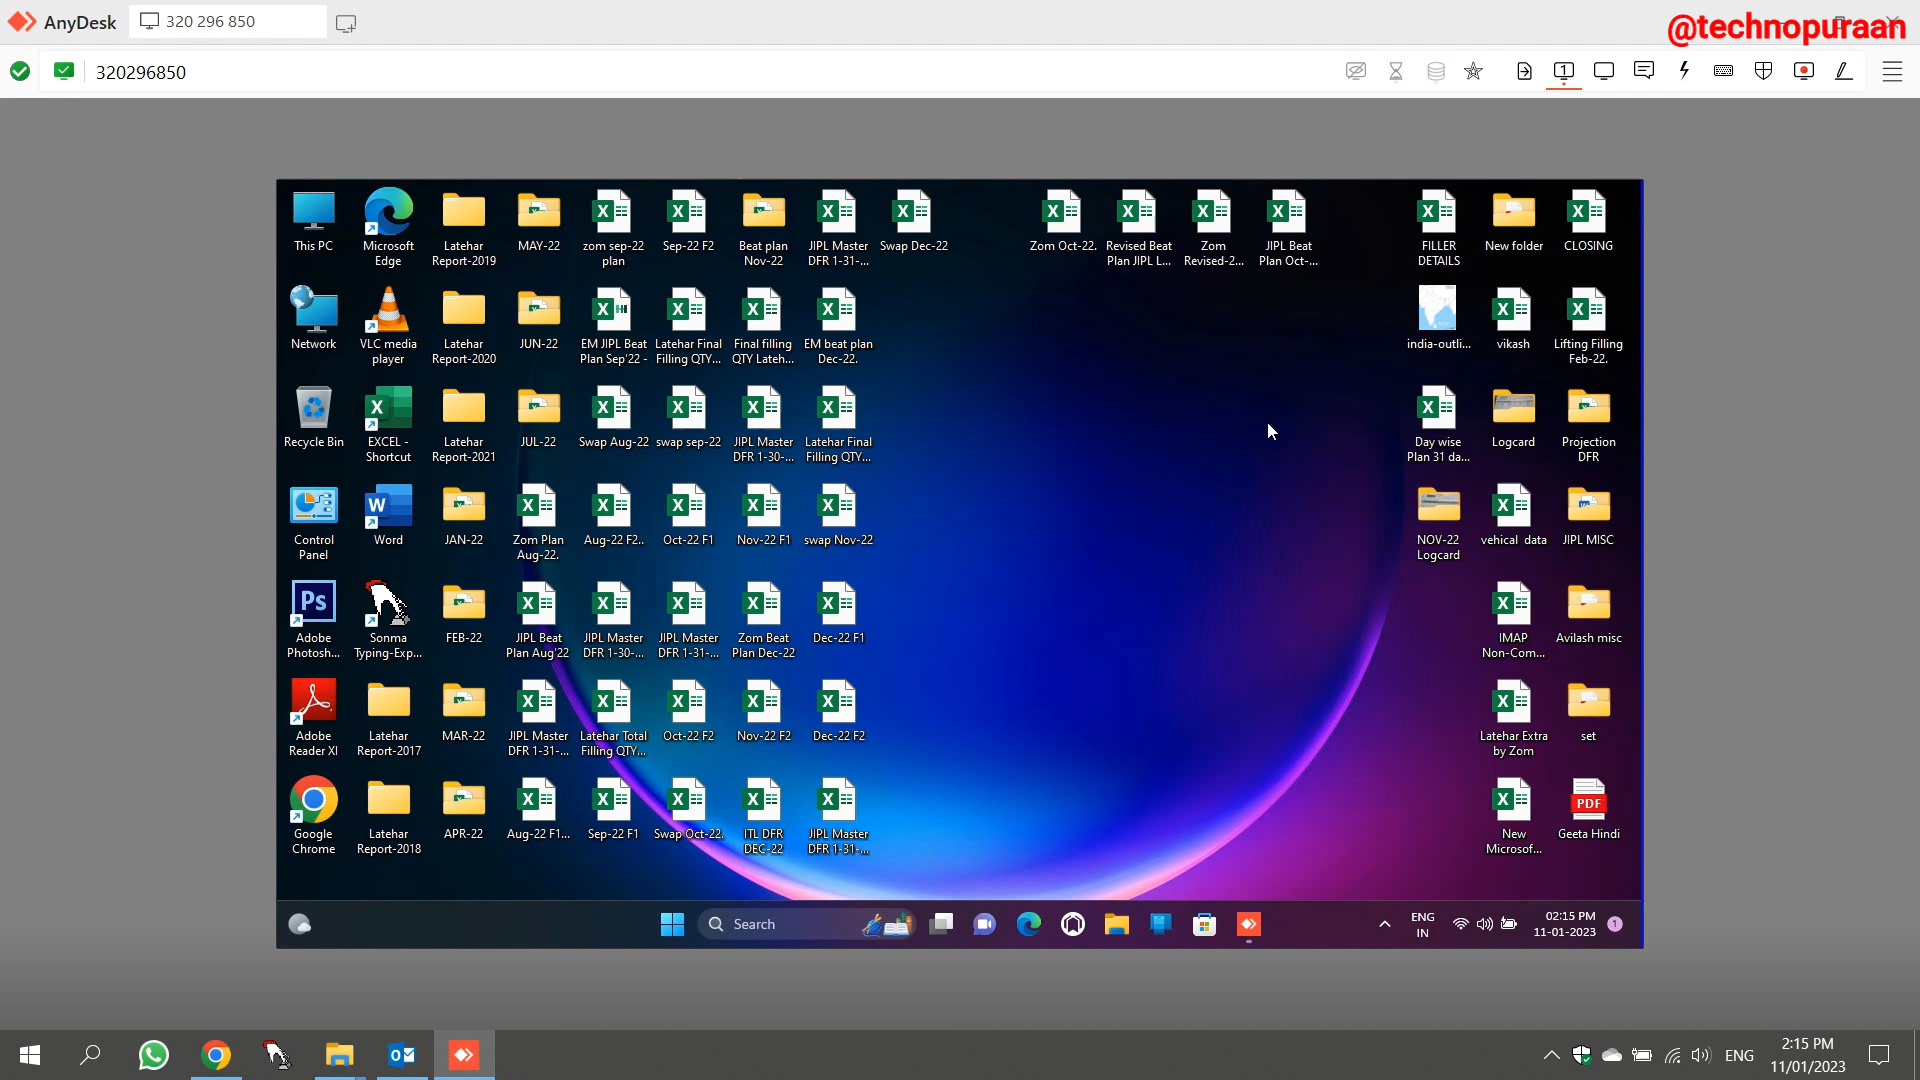 AnyDesk
320 296 850
@technopuraan
320296850
1
This PC
Microsoft
Edge
Latehar
Report-2019
MAY-22
zom sep-22
plan
Sep-22 F2
Beat plan
Nov-22
JIPL Master
DFR 1-31-...
Swap Dec-22
Zom Oct-22.
Revised Beat
Plan JIPL L...
Zom
Revised-2...
JIPL Beat
Plan Oct-...
FILLER
DETAILS
New folder
CLOSING
Network
VLC media
player
Latehar
Report-2020
JUN-22
EM JIPL Beat
Plan Sep'22 -
Latehar Final
Filling QTY...
Final filling
QTY Lateh...
EM beat plan
Dec-22.
india-outli...
vikash
Lifting Filling
Feb-22.
Recycle Bin
EXCEL -
Shortcut
Latehar
Report-2021
JUL-22
Swap Aug-22
swap sep-22
JIPL Master
DFR 1-30-...
Latehar Final
Filling QTY...
Day wise
Plan 31 da...
Logcard
Projection
DFR
Control
Panel
Word
JAN-22
Zom Plan
Aug-22.
Aug-22 F2..
Oct-22 F1
Nov-22 F1
swap Nov-22
NOV-22
Logcard
vehical data
JIPL MISC
Ps
Adobe
Photosh...
Sonma
Typing-Exp...
FEB-22
JIPL Beat
Plan Aug'22
JIPL Master
DFR 1-30-...
JIPL Master
DFR 1-31-...
Zom Beat
Plan Dec-22
Dec-22 F1
IMAP
Non-Com...
Avilash misc
Adobe
Reader XI
Latehar
Report-2017
MAR-22
JIPL Master
DFR 1-31-...
Latehar Total
Filling QTY...
Oct-22 F2
Nov-22 F2
Dec-22 F2
Latehar Extra
by Zom
set
Google
Chrome
Latehar
Report-2018
APR-22
Aug-22 F1...
Sep-22 F1
Swap Oct-22.
ITL DFR
DEC-22
JIPL Master
DFR 1-31-...
New
Microsof...
PDF
Geeta Hindi
Search
ENG
IN
02:15 PM
11-01-2023
1
ENG
2:15 PM
11/01/2023